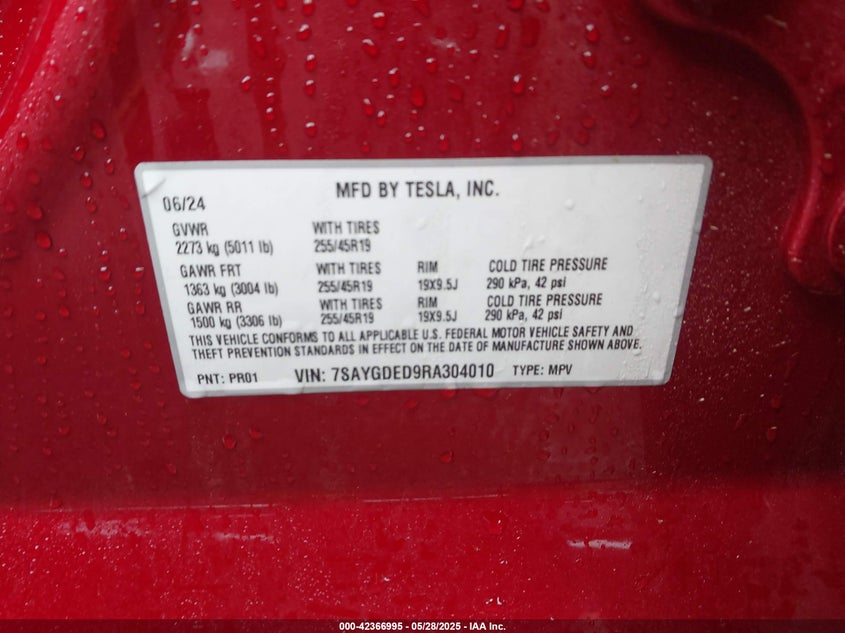 06/24 MFD BY TESLA, INC.
GVWR WITH TIRES
2273 kg (5011 lb) 255/45R19
GAWR FRT WITH TIRES RIM COLD TIRE PRESSURE
1363 kg (3004 lb) 255/45R19 19X9.5J 290 kPa, 42 psi
GAWR RR WITH TIRES RIM COLD TIRE PRESSURE
1500 kg (3306 lb) 255/45R19 19X9.5J 290 kPa, 42 psi
THIS VEHICLE CONFORMS TO ALL APPLICABLE U.S. FEDERAL MOTOR VEHICLE SAFETY AND
THEFT PREVENTION STANDARDS IN EFFECT ON THE DATE OF MANUFACTURE SHOWN ABOVE.
PNT: PR01 VIN: 7SAYGDED9RA304010 TYPE: MPV
000-42366995 - 05/28/2025 - IAA Inc.